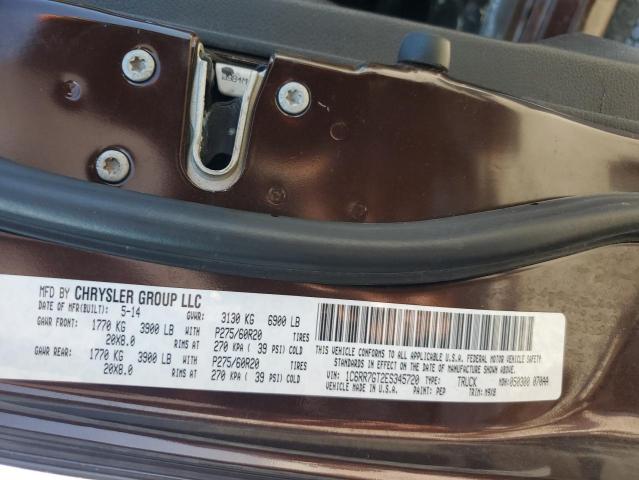 MFD BY CHRYSLER GROUP LLC
DATE OF MFR(BUILT): 5-14 GVWR: 3130 KG 6900 LB
GAWR FRONT: 1770 KG 3900 LB WITH P275/60R20 TIRES
20X8.0 RIMS AT 270 KPA ( 39 PSI) COLD
GAWR REAR: 1770 KG 3900 LB WITH P275/60R20 TIRES
20X8.0 RIMS AT 270 KPA ( 39 PSI) COLD
THIS VEHICLE CONFORMS TO ALL APPLICABLE U.S.A. FEDERAL MOTOR VEHICLE SAFETY
STANDARDS IN EFFECT ON THE DATE OF MANUFACTURE SHOWN ABOVE.
VIN: 1C6RR7GT2ES345720 TYPE: TRUCK MDH: 050300 070AA
MADE IN U.S.A. PAINT: PEP TRIM: M9X8